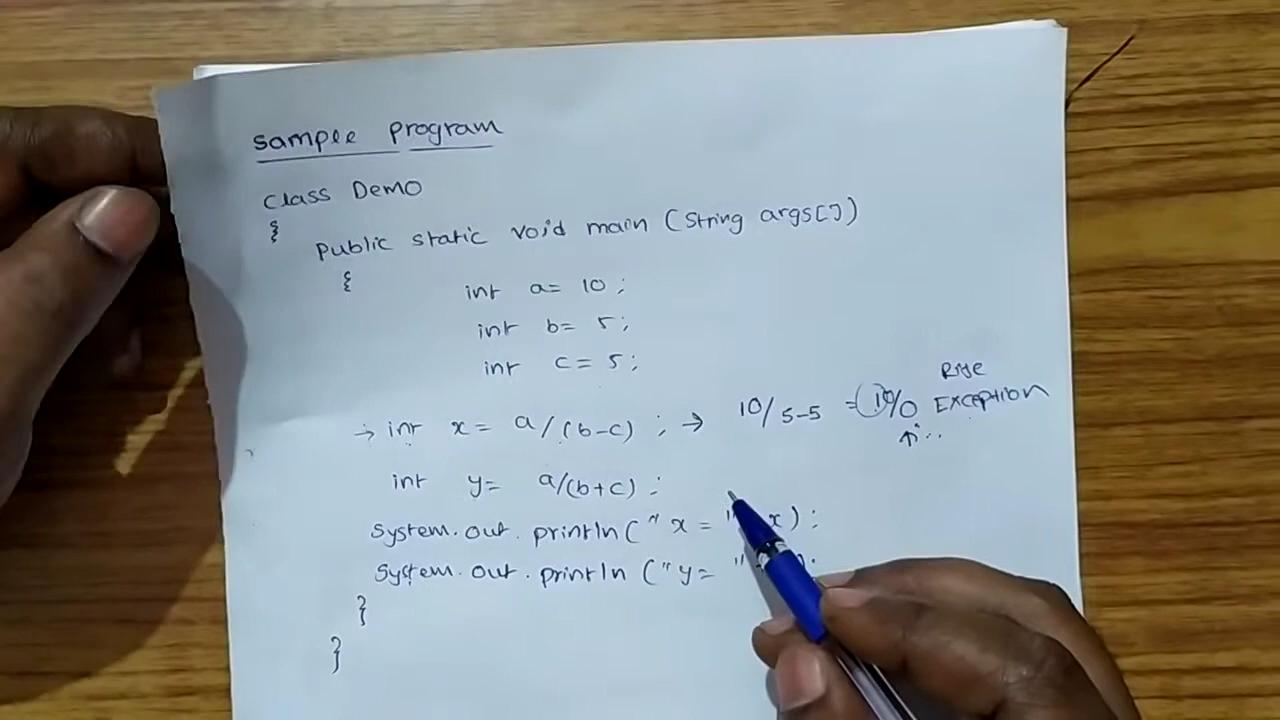 sample program
class Demo
{
public static void main (String args[])
{
int a= 10 ;
int b= 5;
int c = 5;
→ int x = a/(b-c) ; → 10/5-5 = 10/0 Rise EXCEPTION
int y= a/(b+c) ;
System.out.println(" x = " x) ;
System.out.println ("y= "
}
}